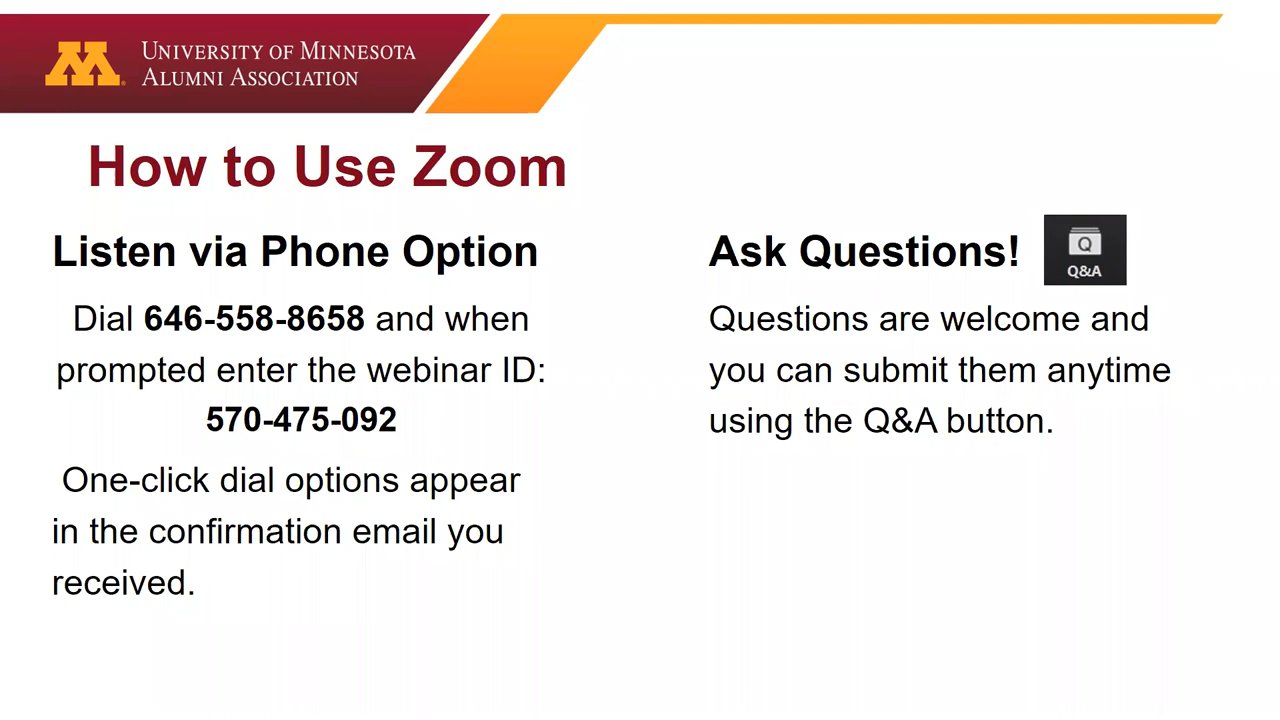 UNIVERSITY OF MINNESOTA
ALUMNI ASSOCIATION
How to Use Zoom
Listen via Phone Option
Dial 646-558-8658 and when
prompted enter the webinar ID:
570-475-092
One-click dial options appear
in the confirmation email you
received.
Ask Questions!
Q
Q&A
Questions are welcome and
you can submit them anytime
using the Q&A button.